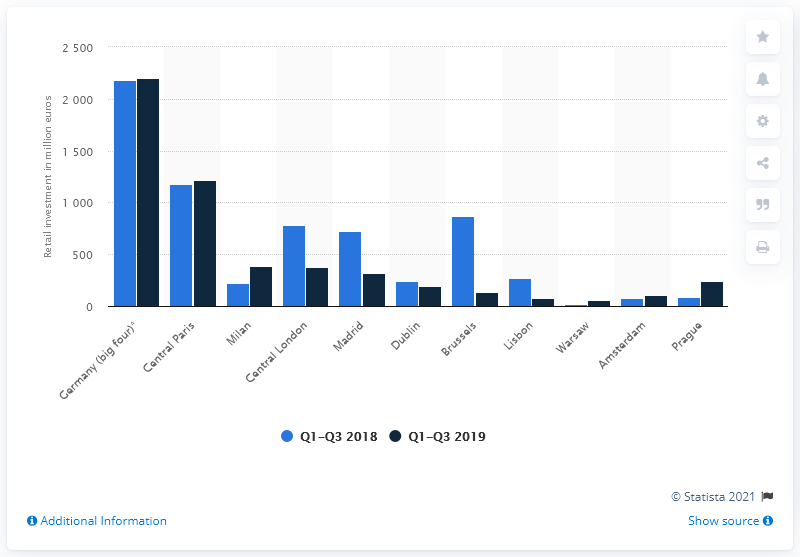 2 500
2 000
1 500
1 000
500
0
Retail investment in million euros
Germany (big four)*
Central Paris
Milan
Central London
Madrid
Dublin
Brussels
Lisbon
Warsaw
Amsterdam
Prague
Q1-Q3 2018
Q1-Q3 2019
© Statista 2021
Additional Information
Show source